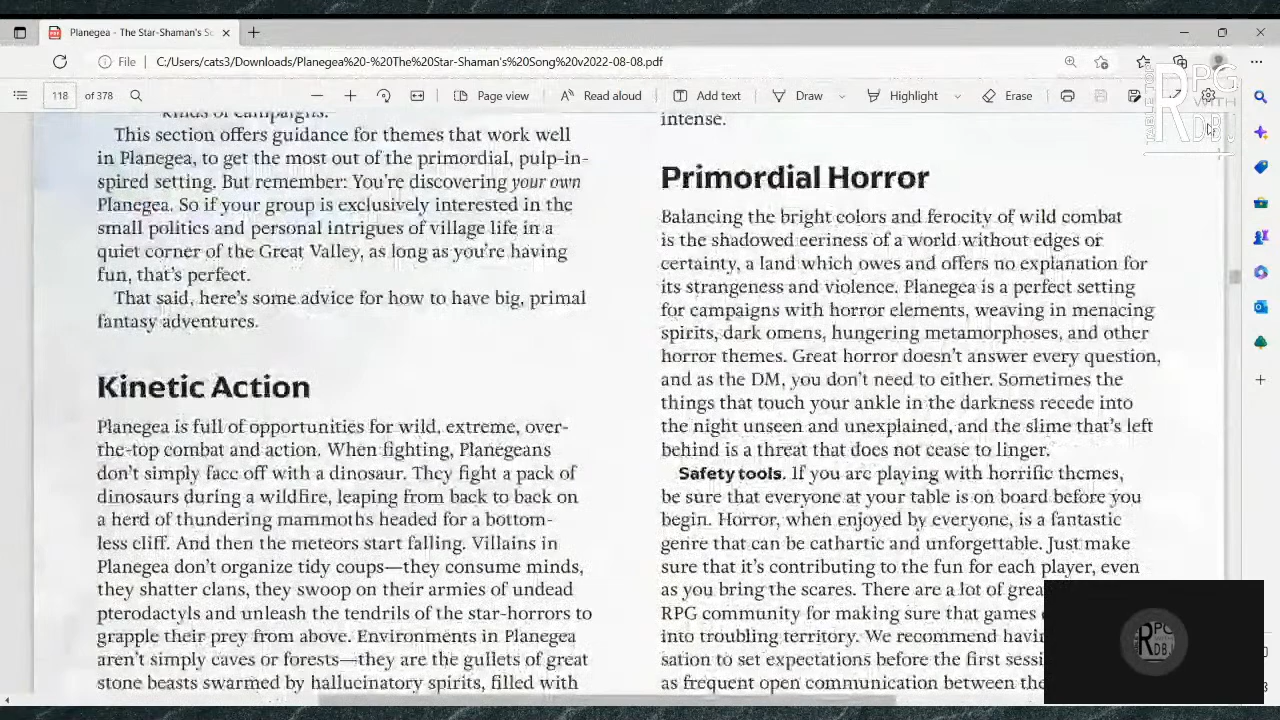 Planegea - The Star-Shaman's So
File
C:/Users/cats3/Downloads/Planegea%20-%20The%20Star-Shaman's%20Song%20v2022-08-08.pdf
118 of 378
Page view
Read aloud
Add text
Draw
Highlight
Erase
TABLE TOP
RPG
WITH
RDB
kinds of campaigns.
This section offers guidance for themes that work well
in Planegea, to get the most out of the primordial, pulp-in-
spired setting. But remember: You're discovering your own
Planegea. So if your group is exclusively interested in the
small politics and personal intrigues of village life in a
quiet corner of the Great Valley, as long as you're having
fun, that's perfect.
That said, here's some advice for how to have big, primal
fantasy adventures.
Kinetic Action
Planegea is full of opportunities for wild, extreme, over-
the-top combat and action. When fighting, Planegeans
don't simply face off with a dinosaur. They fight a pack of
dinosaurs during a wildfire, leaping from back to back on
a herd of thundering mammoths headed for a bottom-
less cliff. And then the meteors start falling. Villains in
Planegea don't organize tidy coups—they consume minds,
they shatter clans, they swoop on their armies of undead
pterodactyls and unleash the tendrils of the star-horrors to
grapple their prey from above. Environments in Planegea
aren't simply caves or forests—they are the gullets of great
stone beasts swarmed by hallucinatory spirits, filled with
intense.
Primordial Horror
Balancing the bright colors and ferocity of wild combat
is the shadowed eeriness of a world without edges or
certainty, a land which owes and offers no explanation for
its strangeness and violence. Planegea is a perfect setting
for campaigns with horror elements, weaving in menacing
spirits, dark omens, hungering metamorphoses, and other
horror themes. Great horror doesn't answer every question,
and as the DM, you don't need to either. Sometimes the
things that touch your ankle in the darkness recede into
the night unseen and unexplained, and the slime that's left
behind is a threat that does not cease to linger.
Safety tools. If you are playing with horrific themes,
be sure that everyone at your table is on board before you
begin. Horror, when enjoyed by everyone, is a fantastic
genre that can be cathartic and unforgettable. Just make
sure that it's contributing to the fun for each player, even
as you bring the scares. There are a lot of grea
RPG community for making sure that games
into troubling territory. We recommend havin
sation to set expectations before the first sessi
as frequent open communication between the
RPG
RDB